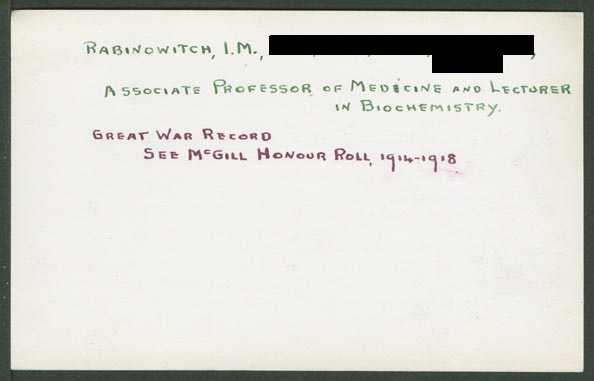 RABINOWITCH, I.M.,
ASSOCIATE PROFESSOR OF MEDICINE AND LECTURER
IN BIOCHEMISTRY.
GREAT WAR RECORD
SEE McGILL HONOUR ROLL, 1914-1918